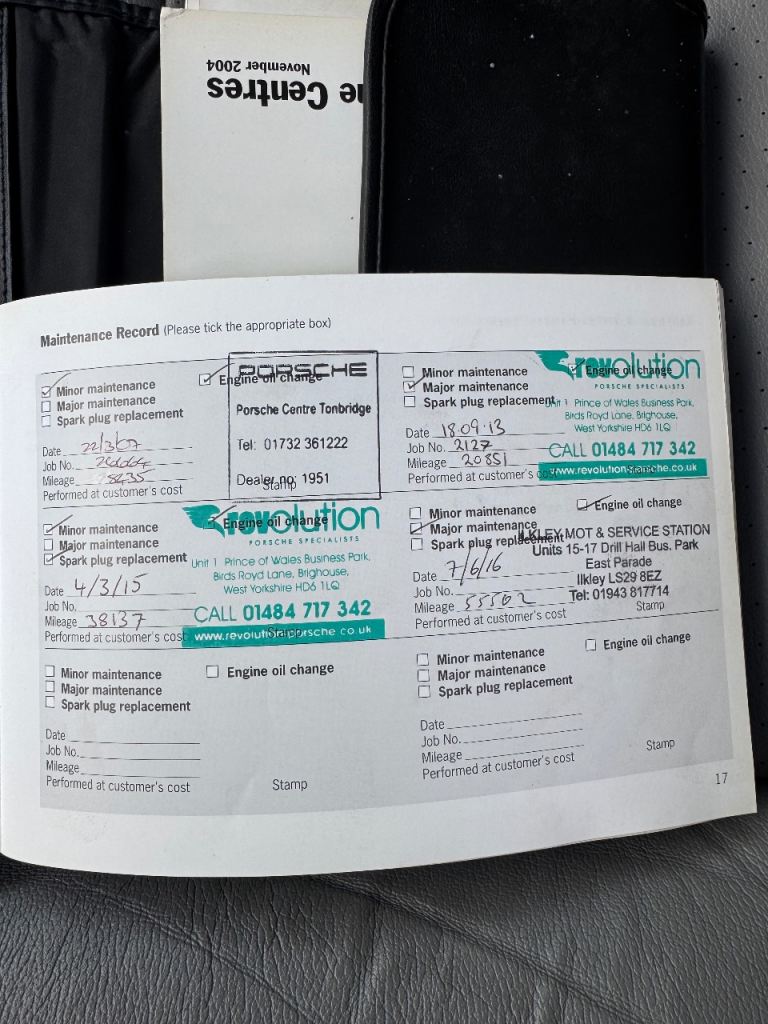 ne Centres
November 2004
Maintenance Record (Please tick the appropriate box)
Minor maintenance
Major maintenance
Spark plug replacement
Engine oil change
Date 22/3/07
Job No.
Mileage 8435
Performed at customer's cost
Stamp
PORSCHE
Porsche Centre Tonbridge
Tel: 01732 361222
Dealer no: 1951
Minor maintenance
Major maintenance
Spark plug replacement
Engine oil change
Date 18.09.13
Job No. 2127
Mileage 20851
Performed at customer's cost
Stamp
revolution
PORSCHE SPECIALISTS
Unit 1 Prince of Wales Business Park,
Birds Royd Lane, Brighouse,
West Yorkshire HD6 1LQ
CALL 01484 717 342
www.revolutionporsche.co.uk
Minor maintenance
Major maintenance
Spark plug replacement
Engine oil change
Date 4/3/15
Job No.
Mileage 38137
Performed at customer's cost
Stamp
revolution
PORSCHE SPECIALISTS
Unit 1 Prince of Wales Business Park,
Birds Royd Lane, Brighouse,
West Yorkshire HD6 1LQ
CALL 01484 717 342
www.revolutionporsche.co.uk
Minor maintenance
Major maintenance
Spark plug replacement
Engine oil change
Date 7/6/16
Job No.
Mileage 55502
Performed at customer's cost
Stamp
ILKLEY MOT & SERVICE STATION
Units 15-17 Drill Hall Bus. Park
East Parade
Ilkley LS29 8EZ
Tel: 01943 817714
Minor maintenance
Major maintenance
Spark plug replacement
Engine oil change
Date
Job No.
Mileage
Performed at customer's cost
Stamp
Minor maintenance
Major maintenance
Spark plug replacement
Engine oil change
Date
Job No.
Mileage
Performed at customer's cost
Stamp
17